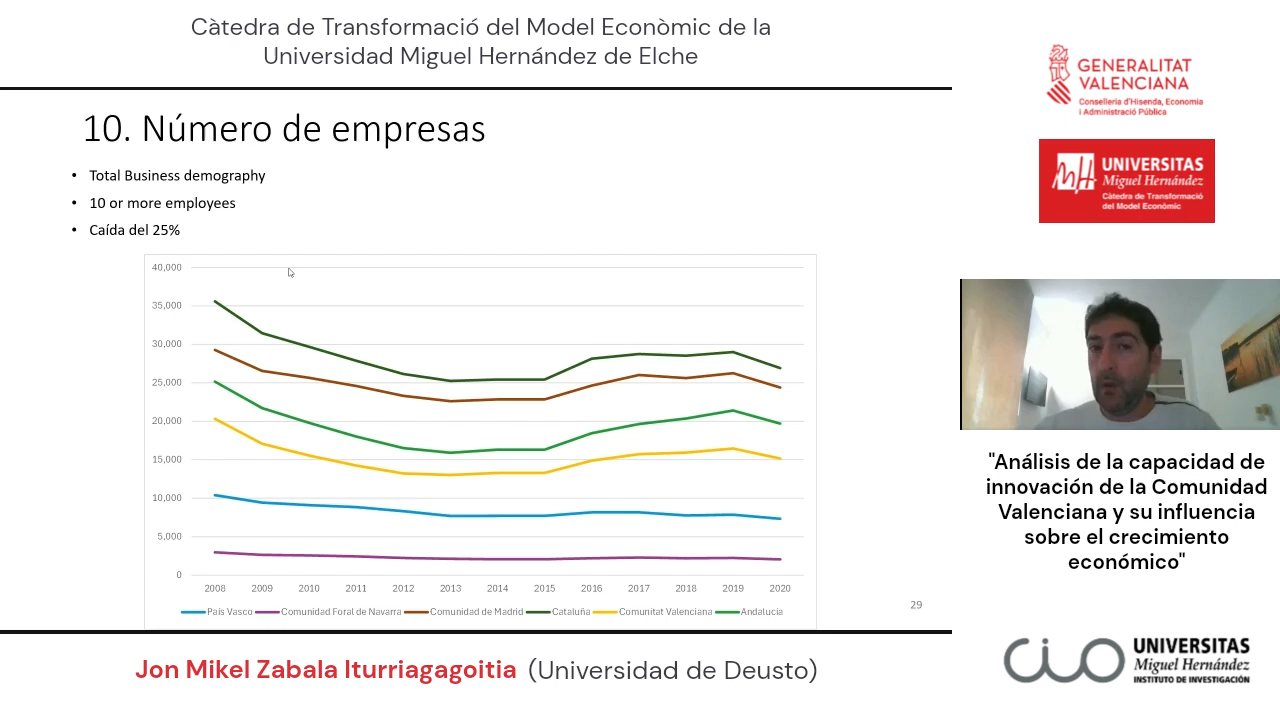 Càtedra de Transformació del Model Econòmic de la
Universidad Miguel Hernández de Elche
10. Número de empresas
• Total Business demography
• 10 or more employees
• Caída del 25%
40,000
35,000
30,000
25,000
20,000
15,000
10,000
5,000
0
2008 2009 2010 2011 2012 2013 2014 2015 2016 2017 2018 2019 2020
País Vasco Comunidad Foral de Navarra Comunidad de Madrid Cataluña Comunitat Valenciana Andalucía
29
Jon Mikel Zabala Iturriagagoitia (Universidad de Deusto)
GENERALITAT
VALENCIANA
Conselleria d'Hisenda, Economia
i Administració Pública
UNIVERSITAS
Miguel Hernández
Càtedra de Transformació
del Model Econòmic
"Análisis de la capacidad de
innovación de la Comunidad
Valenciana y su influencia
sobre el crecimiento
económico"
CIO
UNIVERSITAS
Miguel Hernández
INSTITUTO DE INVESTIGACIÓN